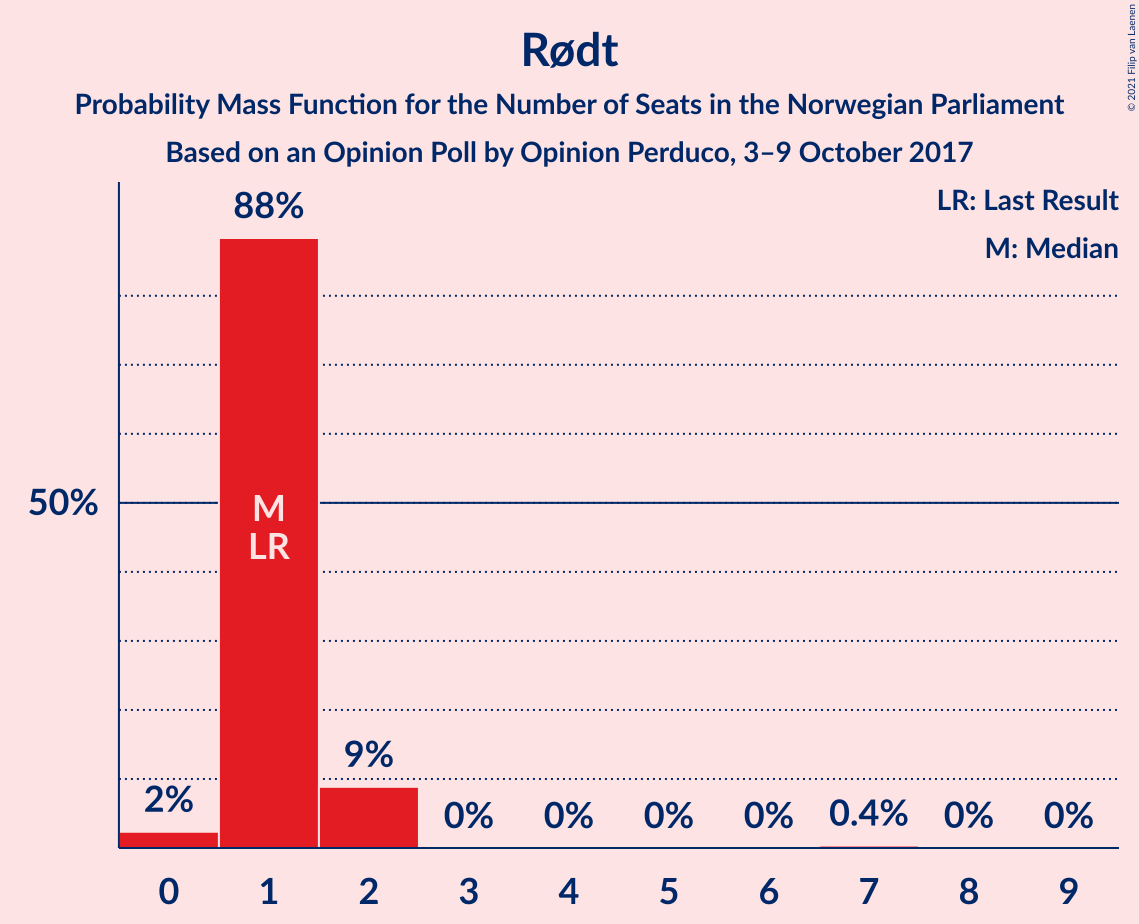 Rødt
Probability Mass Function for the Number of Seats in the Norwegian Parliament
Based on an Opinion Poll by Opinion Perduco, 3–9 October 2017
© 2021 Filip van Laenen
LR: Last Result
M: Median
88%
50%
M
LR
2%
9%
0%
0%
0%
0%
0.4%
0%
0%
0 1 2 3 4 5 6 7 8 9